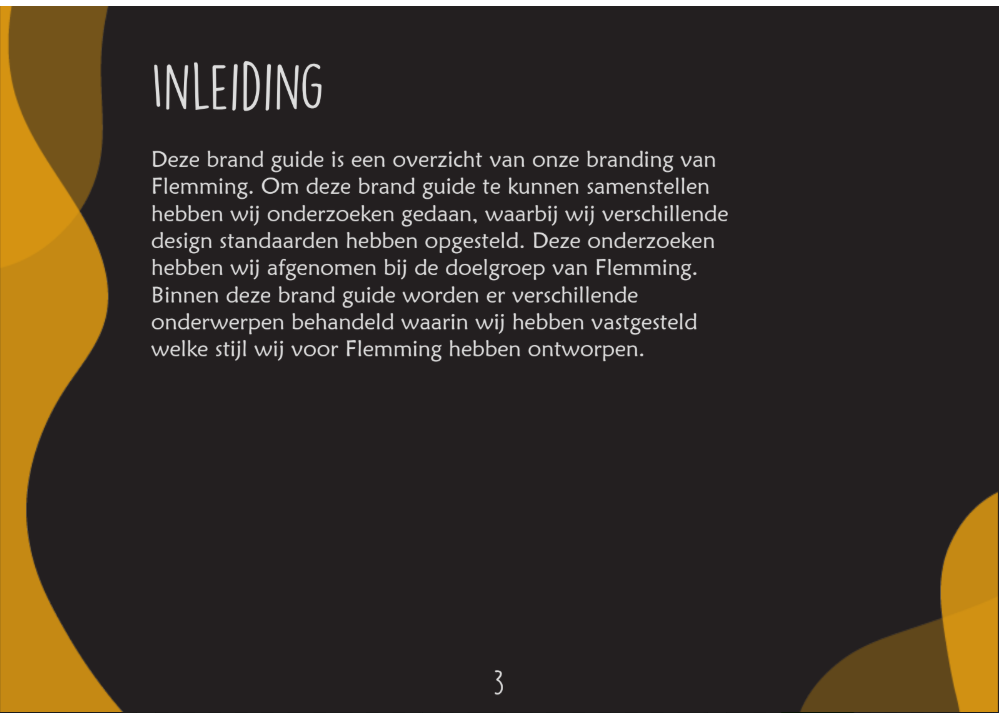 INLEIDING
Deze brand guide is een overzicht van onze branding van
Flemming. Om deze brand guide te kunnen samenstellen
hebben wij onderzoeken gedaan, waarbij wij verschillende
design standaarden hebben opgesteld. Deze onderzoeken
hebben wij afgenomen bij de doelgroep van Flemming.
Binnen deze brand guide worden er verschillende
onderwerpen behandeld waarin wij hebben vastgesteld
welke stijl wij voor Flemming hebben ontworpen.
3